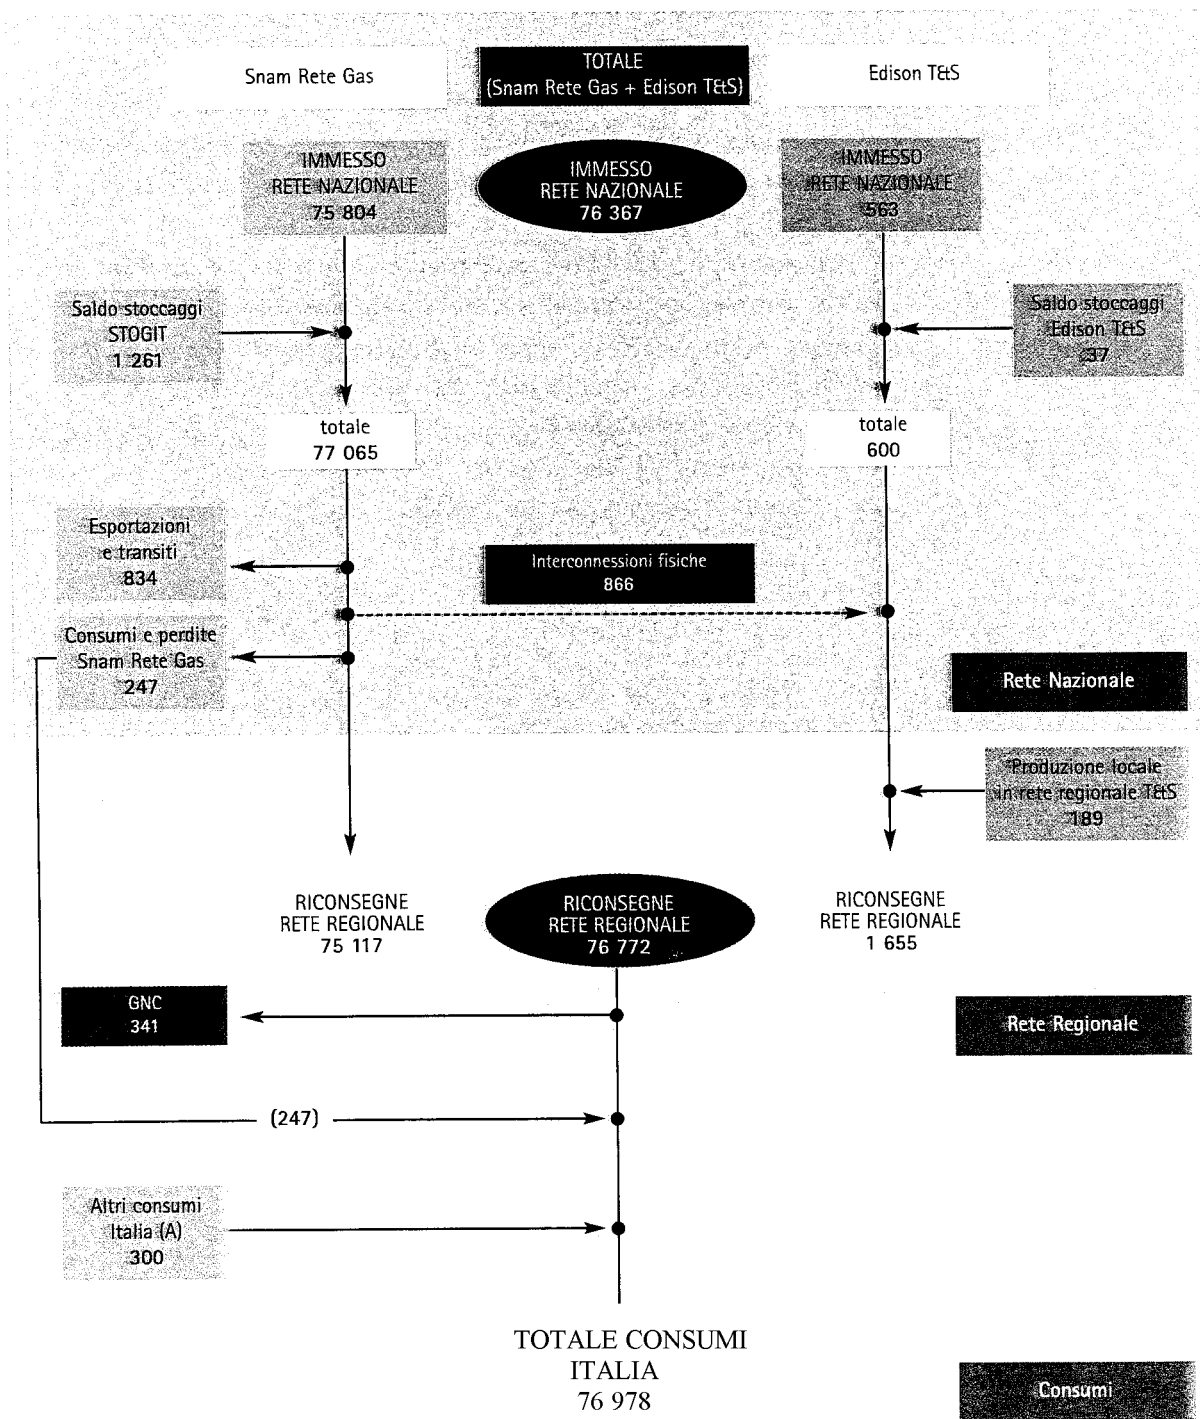 Snam Rete Gas
TOTALE
(Snam Rete Gas + Edison T&S)
Edison T&S
IMMESSO
RETE NAZIONALE
75 804
IMMESSO
RETE NAZIONALE
76 367
IMMESSO
RETE NAZIONALE
563
Saldo stoccaggi
STOGIT
1 261
Saldo stoccaggi
Edison T&S
37
totale
77 065
totale
600
Esportazioni
e transiti
834
Interconnessioni fisiche
866
Consumi e perdite
Snam Rete Gas
247
Rete Nazionale
Produzione locale
in rete regionale T&S
189
RICONSEGNE
RETE REGIONALE
75 117
RICONSEGNE
RETE REGIONALE
76 772
RICONSEGNE
RETE REGIONALE
1 655
GNC
341
Rete Regionale
(247)
Altri consumi
Italia (A)
300
TOTALE CONSUMI
ITALIA
76 978
Consumi